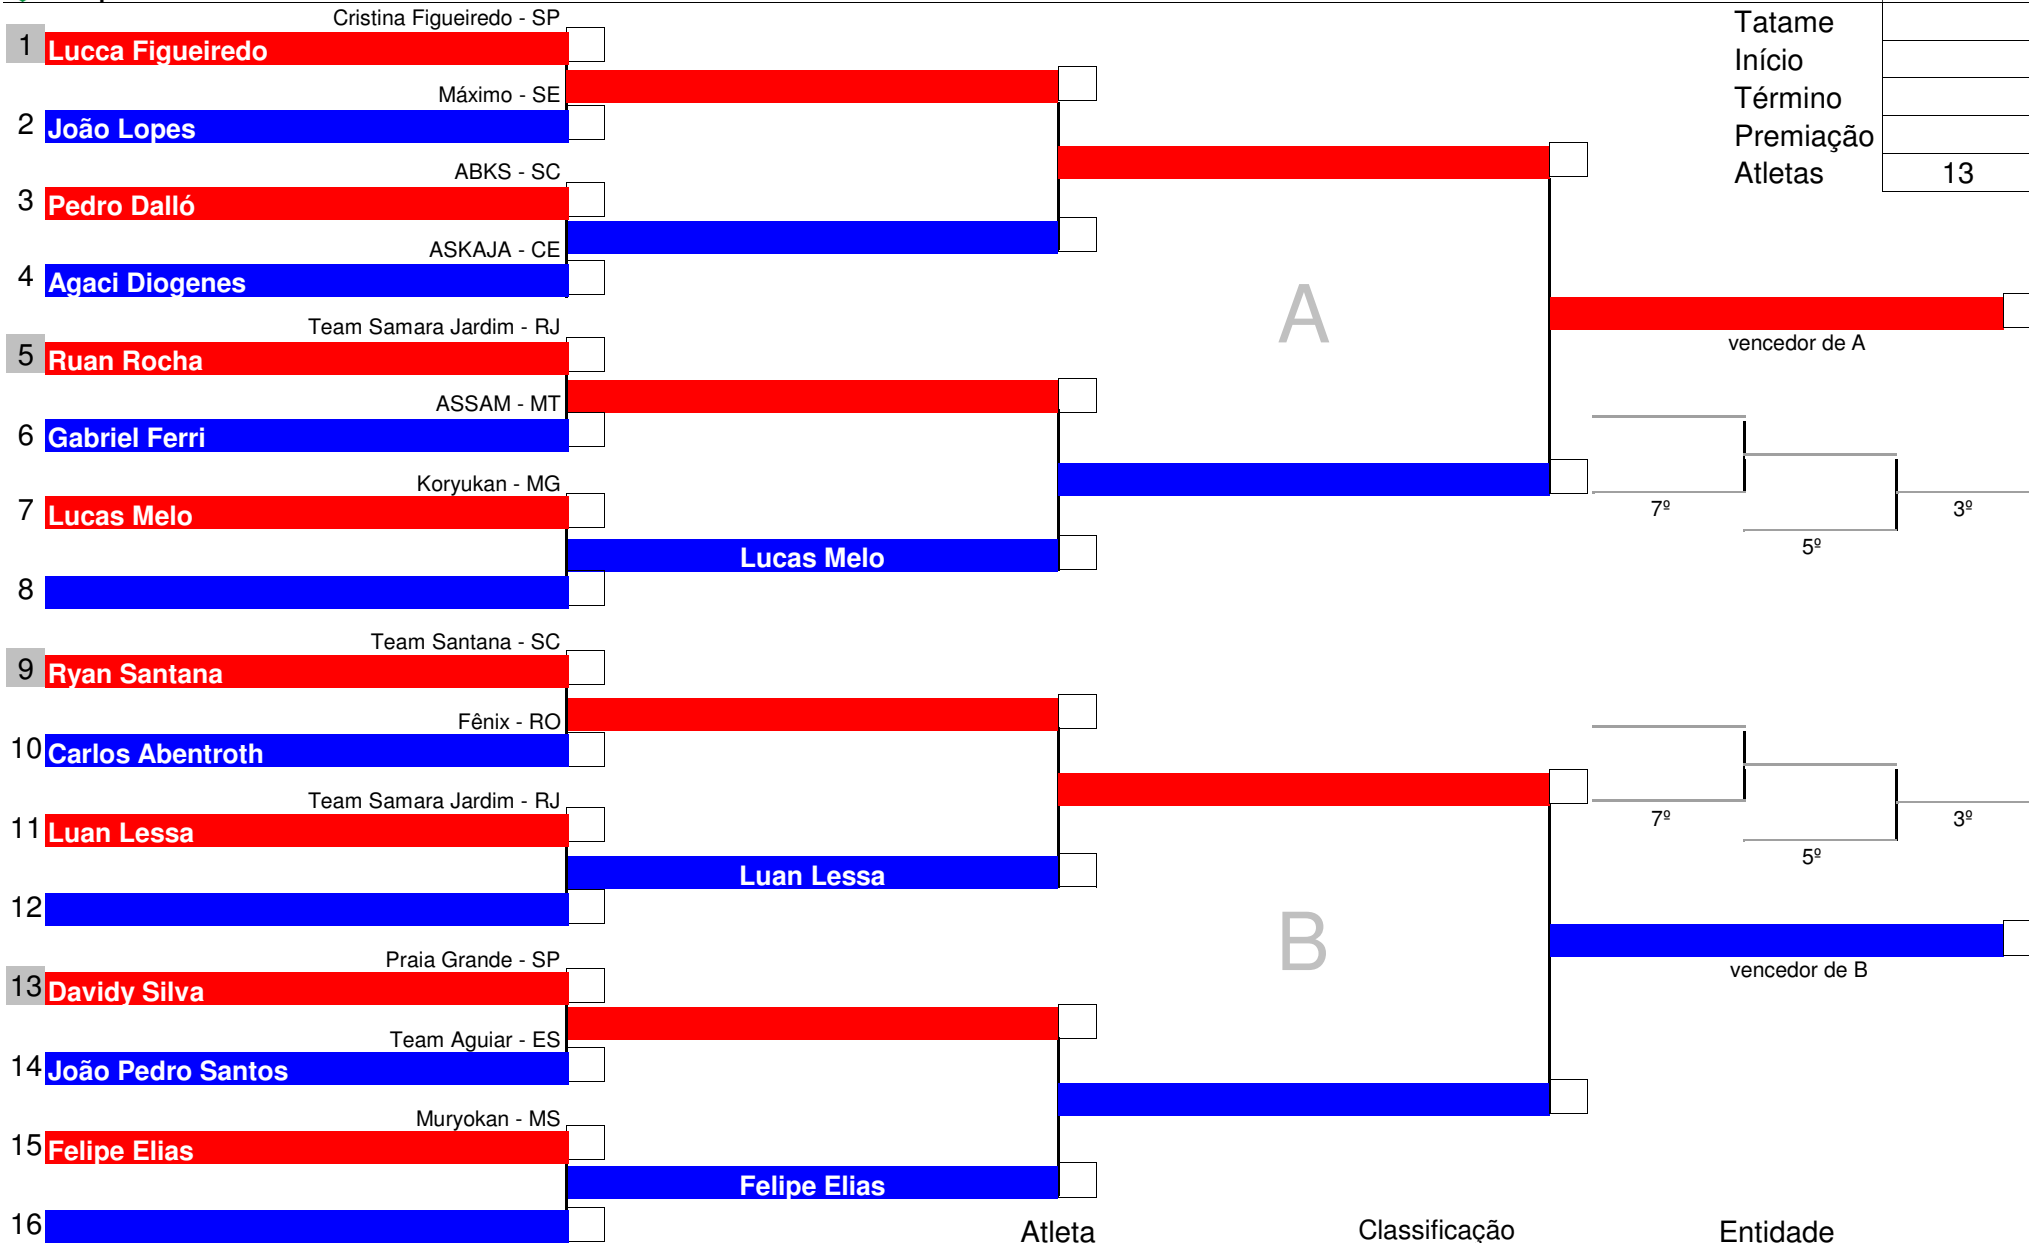 Cristina Figueiredo - SP
1 Lucca Figueiredo
Máximo - SE
2 João Lopes
ABKS - SC
3 Pedro Dalló
ASKAJA - CE
4 Agaci Diogenes
Team Samara Jardim - RJ
5 Ruan Rocha
ASSAM - MT
6 Gabriel Ferri
Koryukan - MG
7 Lucas Melo
Lucas Melo
8
Team Santana - SC
9 Ryan Santana
Fênix - RO
10 Carlos Abentroth
Team Samara Jardim - RJ
11 Luan Lessa
Luan Lessa
12
Praia Grande - SP
13 Davidy Silva
Team Aguiar - ES
14 João Pedro Santos
Muryokan - MS
15 Felipe Elias
Felipe Elias
16
A
B
Tatame
Início
Término
Premiação
Atletas 13
vencedor de A
7º
3º
5º
7º
3º
5º
vencedor de B
Atleta Classificação Entidade